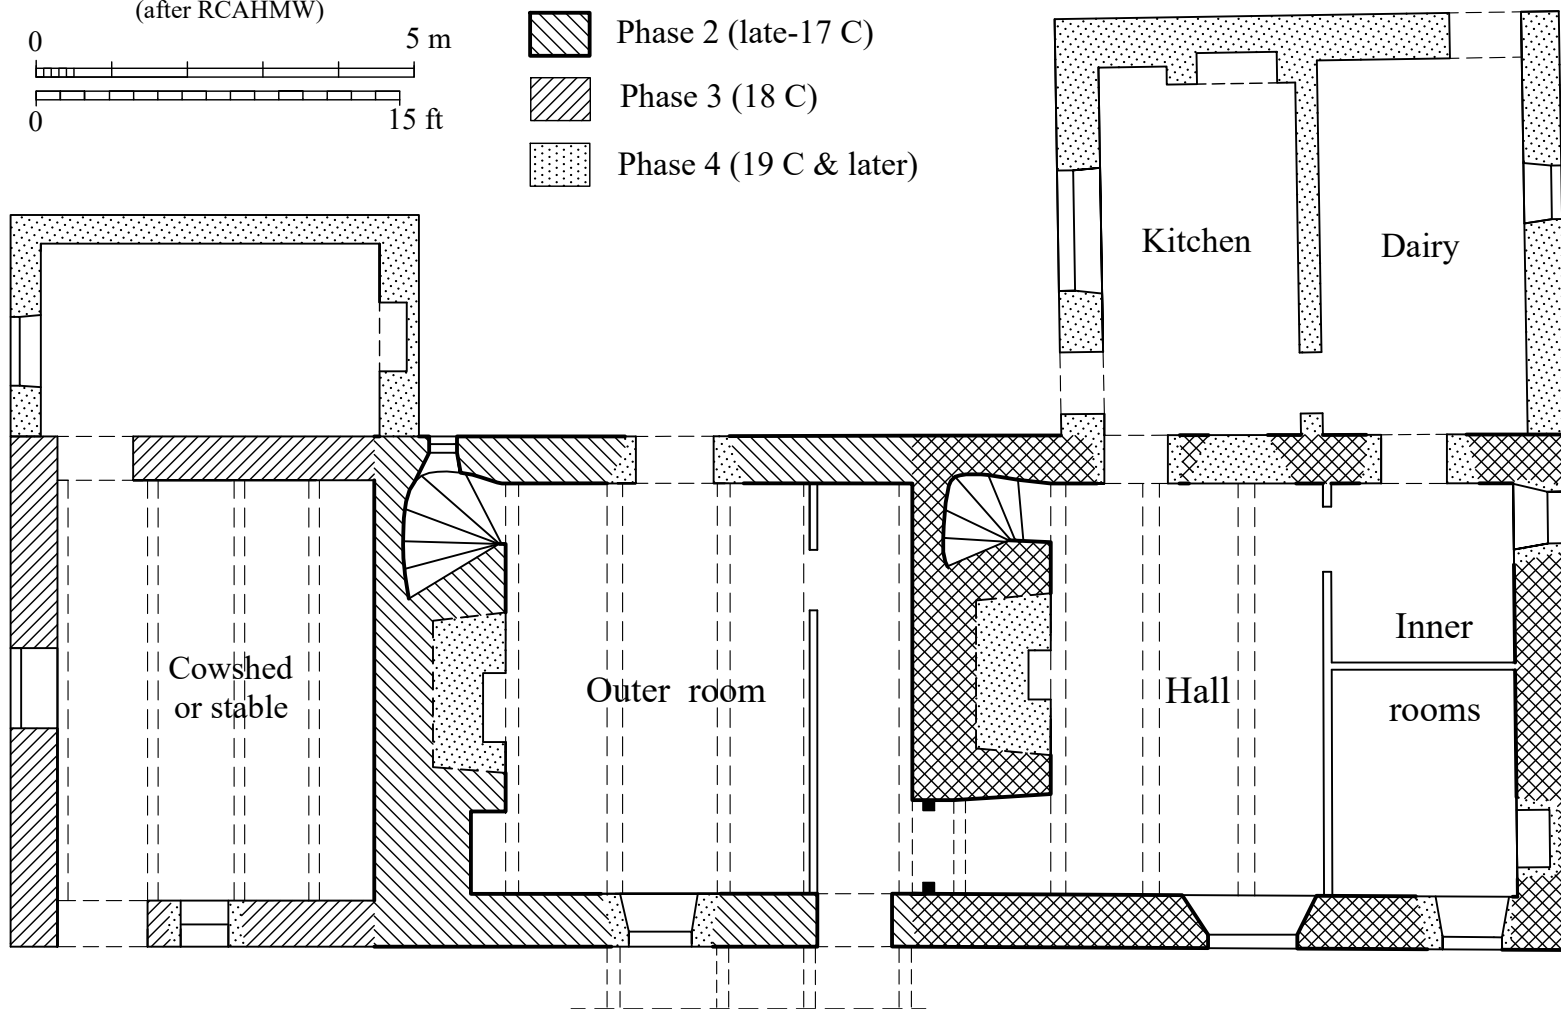 (after RCAHMW)
0 5 m
0 15 ft
Phase 2 (late-17 C)
Phase 3 (18 C)
Phase 4 (19 C & later)
Kitchen
Dairy
Cowshed
or stable
Outer room
Hall
Inner
rooms